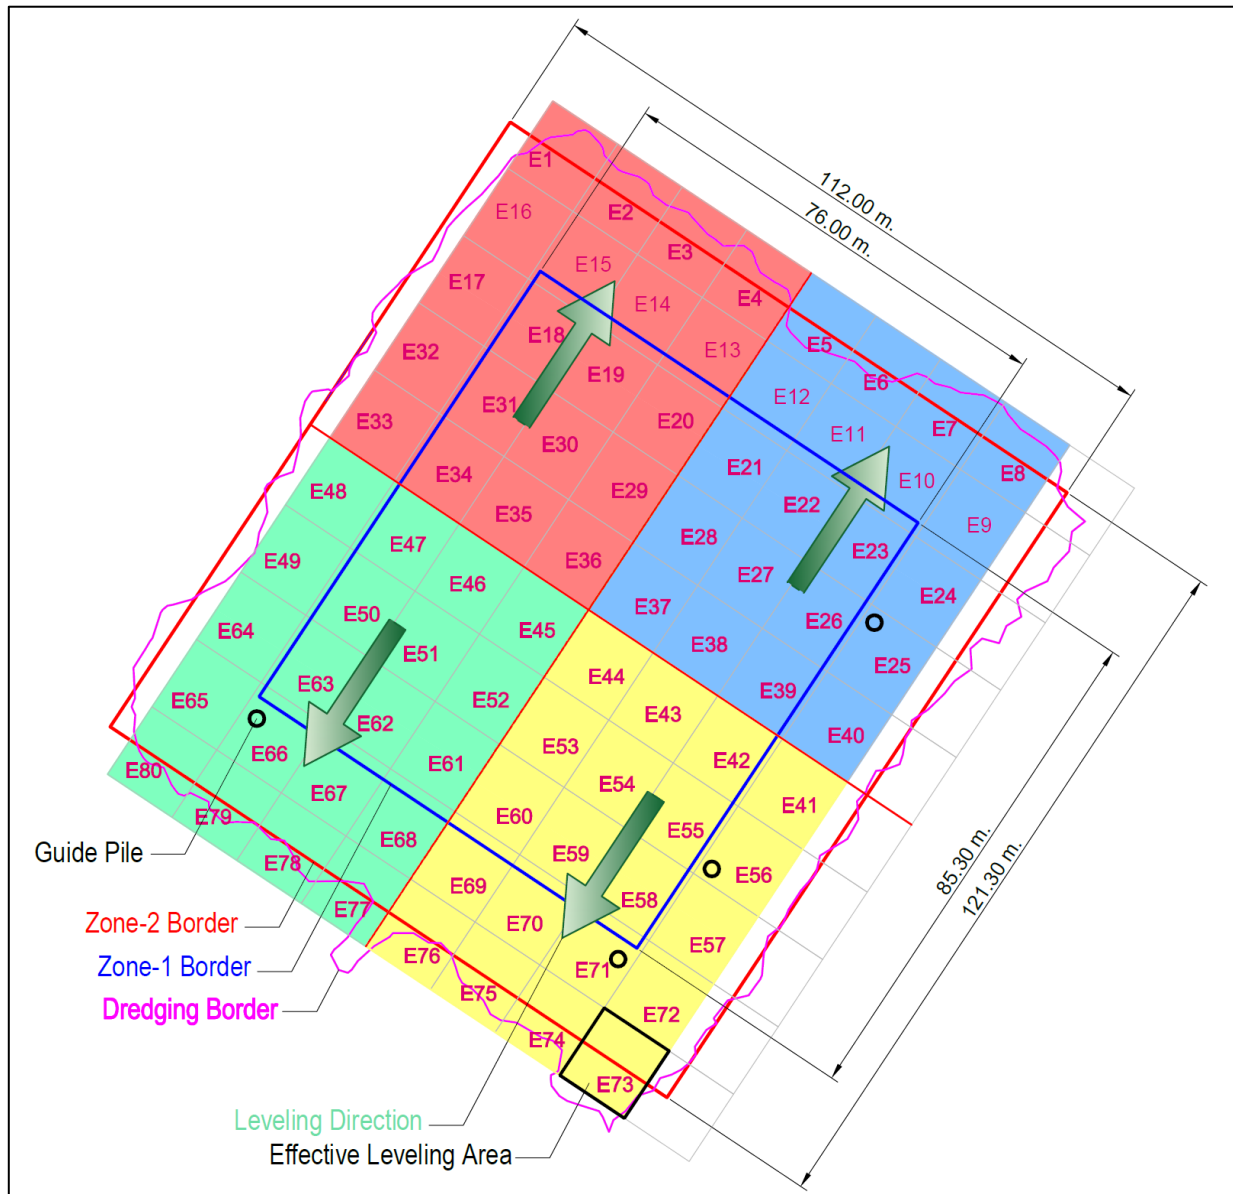 112.00 m.
76.00 m.
E1
E2
E3
E4
E5
E6
E7
E8
E16
E15
E14
E13
E12
E11
E10
E9
E17
E18
E19
E20
E21
E22
E23
E24
E32
E31
E30
E29
E28
E27
E26
E25
E33
E34
E35
E36
E37
E38
E39
E40
E48
E47
E46
E45
E44
E43
E42
E41
E49
E50
E51
E52
E53
E54
E55
E56
E64
E63
E62
E61
E60
E59
E58
E57
E65
E66
E67
E68
E69
E70
E71
E72
E80
E79
E78
E77
E76
E75
E74
E73
85.30 m.
121.30 m.
Guide Pile
Zone-2 Border
Zone-1 Border
Dredging Border
Leveling Direction
Effective Leveling Area